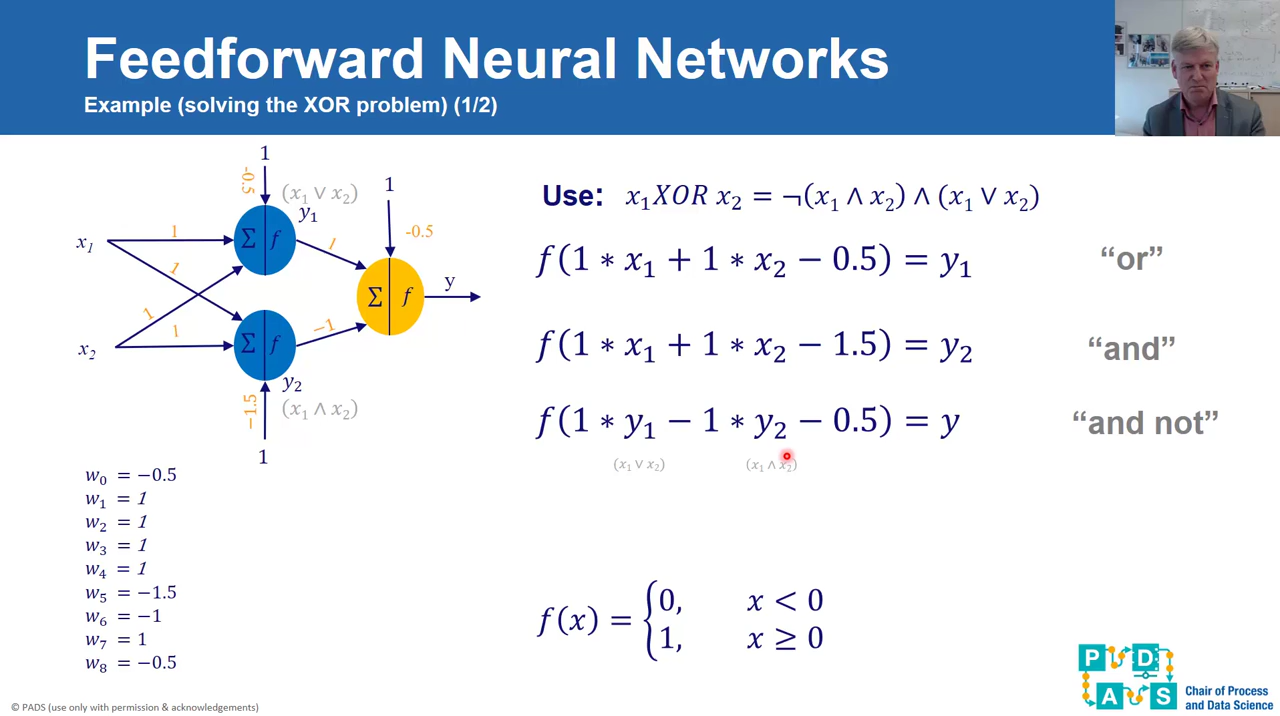 Feedforward Neural Networks
Example (solving the XOR problem) (1/2)
1
-0.5
(x₁ ∨ x₂)
y₁
1
-0.5
x₁
1
Σ f
1
1
1
x₂
1
Σ f
−1
Σ f
y
y₂
(x₁ ∧ x₂)
−1.5
1
w₀ = −0.5
w₁ = 1
w₂ = 1
w₃ = 1
w₄ = 1
w₅ = −1.5
w₆ = −1
w₇ = 1
w₈ = −0.5
Use: x₁XOR x₂ = ¬(x₁ ∧ x₂) ∧ (x₁ ∨ x₂)
f(1 ∗ x₁ + 1 ∗ x₂ − 0.5) = y₁ “or”
f(1 ∗ x₁ + 1 ∗ x₂ − 1.5) = y₂ “and”
f(1 ∗ y₁ − 1 ∗ y₂ − 0.5) = y “and not”
(x₁ ∨ x₂) (x₁ ∧ x₂)
f(x) = {0, x < 0
1, x ≥ 0
P D
A S
Chair of Process
and Data Science
© PADS (use only with permission & acknowledgements)